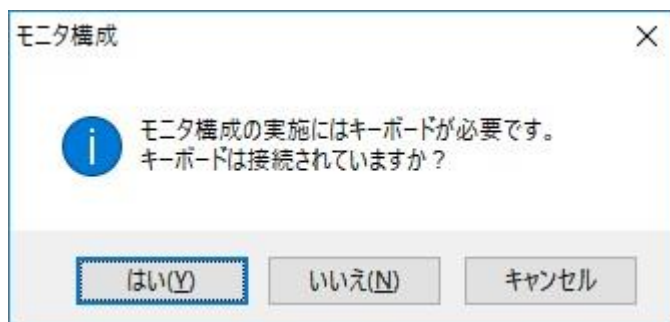 モニタ構成
モニタ構成の実施にはキーボードが必要です。
キーボードは接続されていますか？
はい(Y) いいえ(N) キャンセル